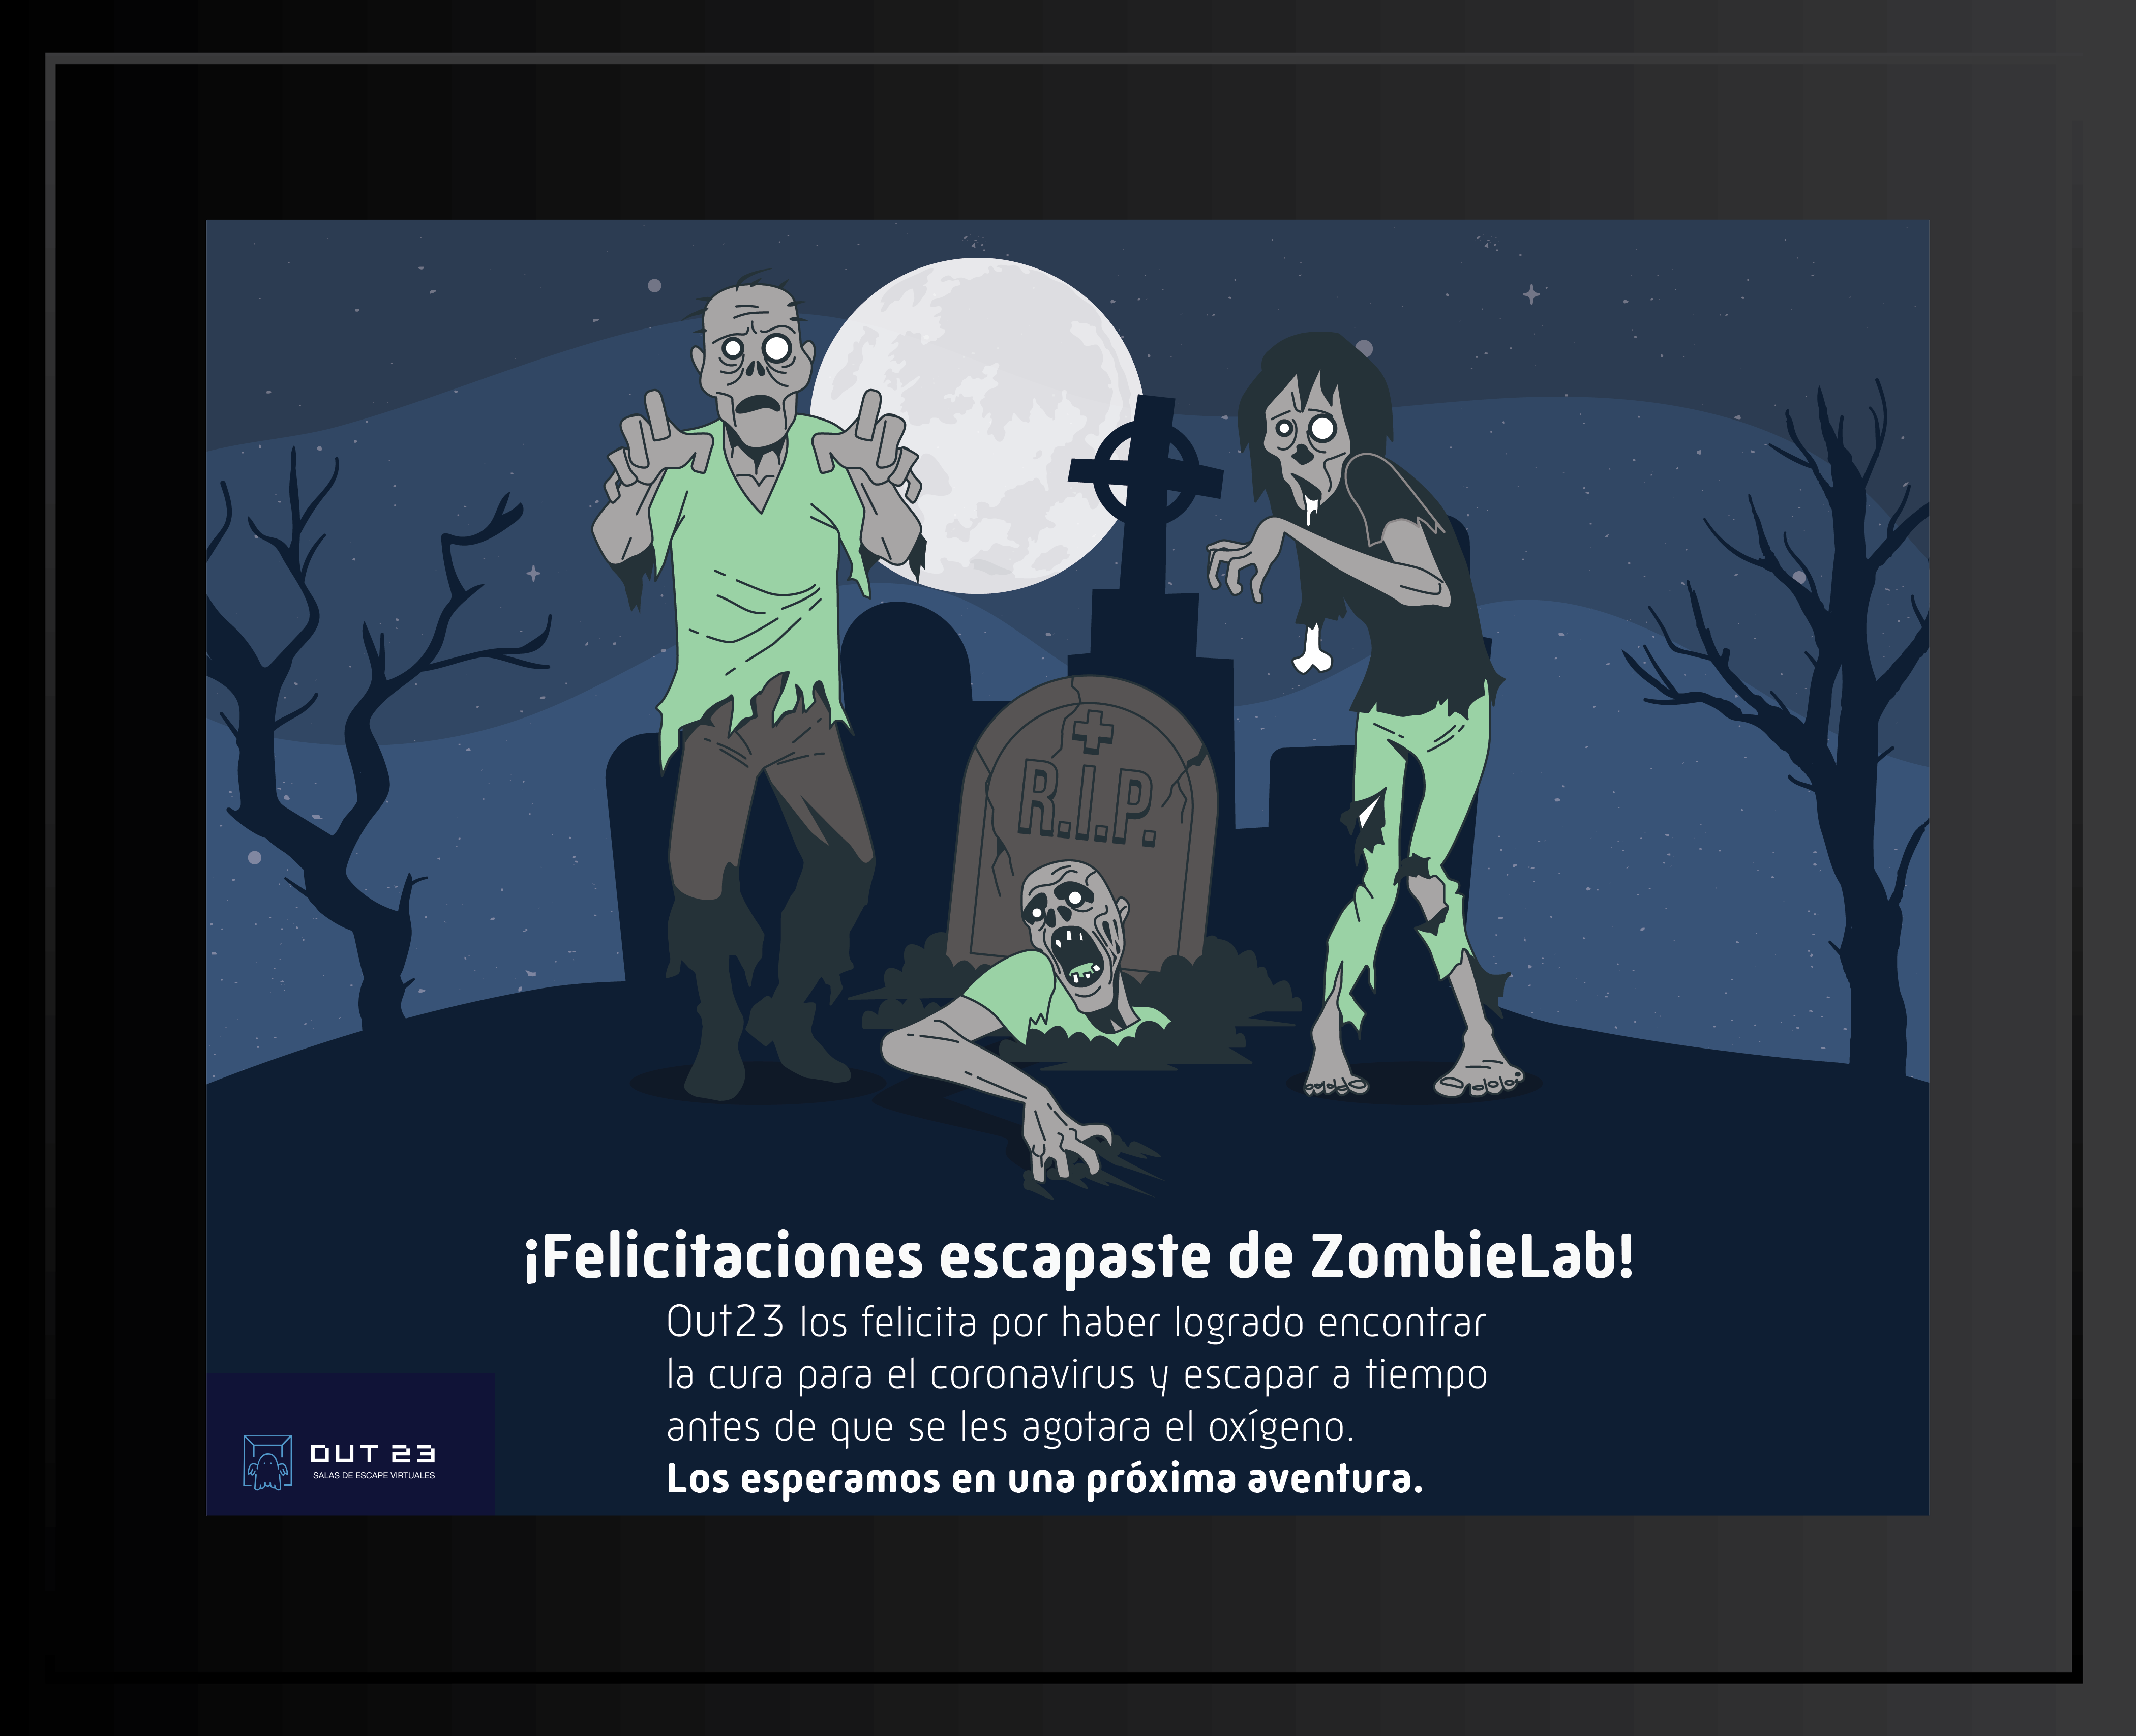 R.I.P.
¡Felicitaciones escapaste de ZombieLab!
Out23 los felicita por haber logrado encontrar
la cura para el coronavirus y escapar a tiempo
antes de que se les agotara el oxígeno.
Los esperamos en una próxima aventura.
OUT 23
SALAS DE ESCAPE VIRTUALES